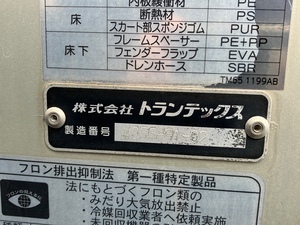 内板緩衝材 PE
床 断熱材 PS
スカート部スポンジゴム PUR
床下 フレームスペーサー PE+RP
フェンダーフラップ EVA
ドレンホース SBR
TM55 1199AB
株式会社 トランテックス
製造番号
フロン排出抑制法 第一種特定製品
法にもとづくフロン類の
・みだり大気放出禁止
・冷媒回収業者へ依頼実施